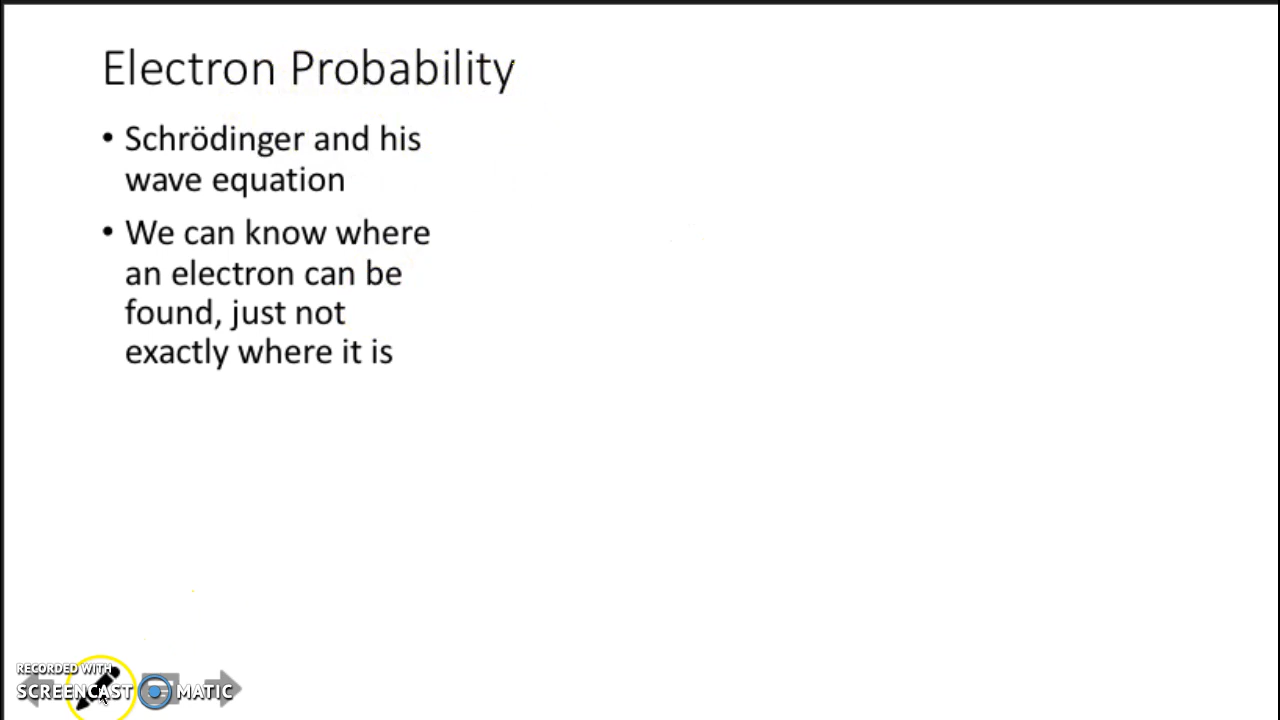 Electron Probability
• Schrödinger and his
wave equation
• We can know where
an electron can be
found, just not
exactly where it is
RECORDED WITH
SCREENCAST MATIC